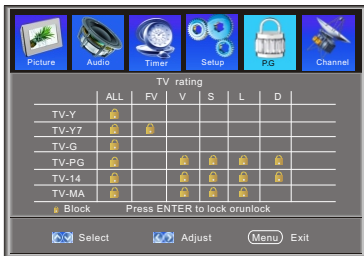 Picture Audio Timer Setup P.G Channel
TV rating
ALL FV V S L D
TV-Y
TV-Y7
TV-G
TV-PG
TV-14
TV-MA
Block Press ENTER to lock orunlock
Select Adjust Menu Exit